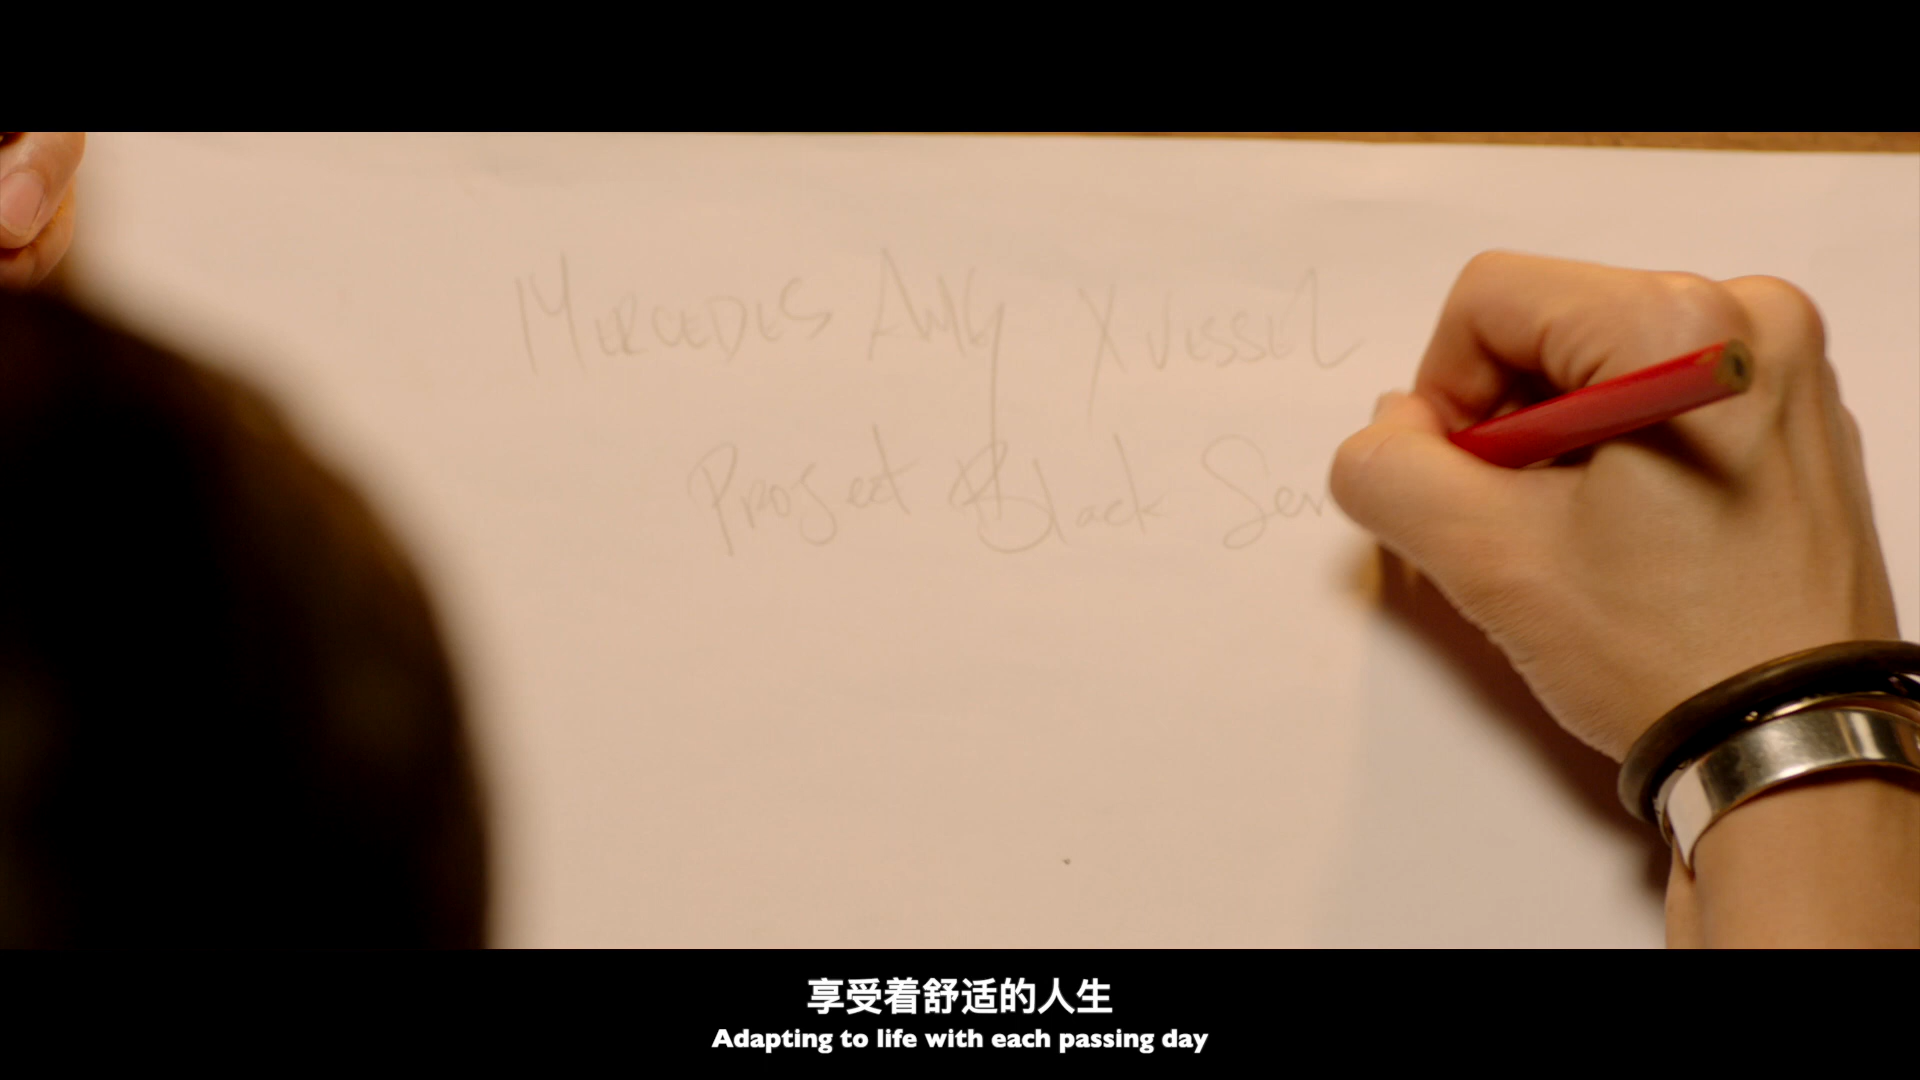 MERCEDES AMG X VESSEL
Project Black Ser
享受着舒适的人生
Adapting to life with each passing day